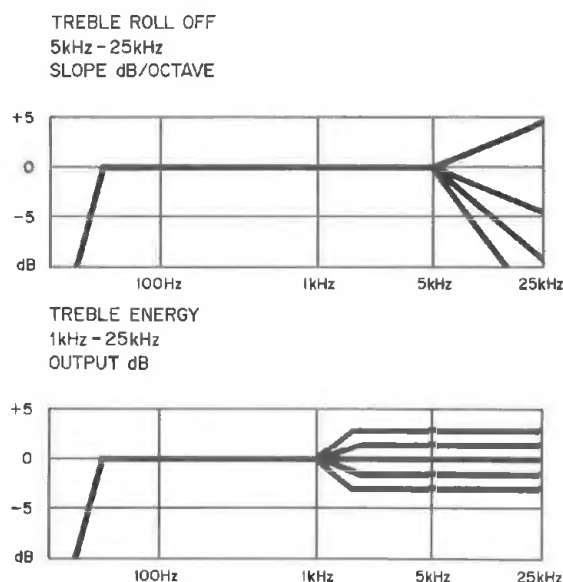 TREBLE ROLL OFF
5kHz - 25kHz
SLOPE dB/OCTAVE
+5
0
-5
dB
100Hz 1kHz 5kHz 25kHz
TREBLE ENERGY
1kHz - 25kHz
OUTPUT dB
+5
0
-5
dB
100Hz 1kHz 5kHz 25kHz